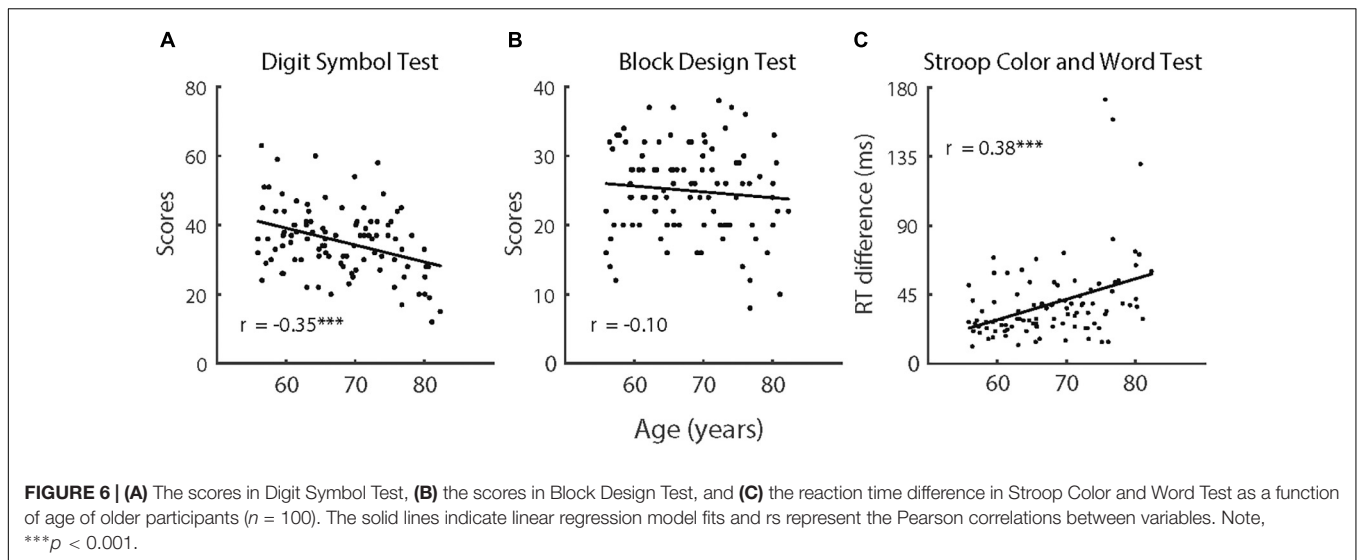 A
Digit Symbol Test
80
60
40
20
0
Scores
r = -0.35***
60 70 80
B
Block Design Test
40
30
20
10
0
Scores
r = -0.10
60 70 80
Age (years)
C
Stroop Color and Word Test
180
135
90
45
0
RT difference (ms)
r = 0.38***
60 70 80
FIGURE 6 | (A) The scores in Digit Symbol Test, (B) the scores in Block Design Test, and (C) the reaction time difference in Stroop Color and Word Test as a function
of age of older participants (n = 100). The solid lines indicate linear regression model fits and rs represent the Pearson correlations between variables. Note,
***p < 0.001.